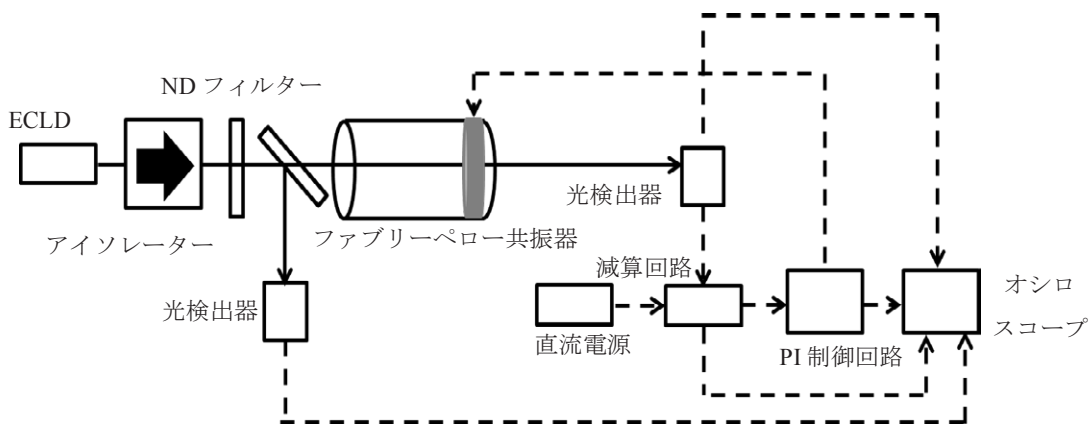 ND フィルター
ECLD
アイソレーター
ファブリーペロー共振器
光検出器
光検出器
減算回路
直流電源
PI 制御回路
オシロ
スコープ